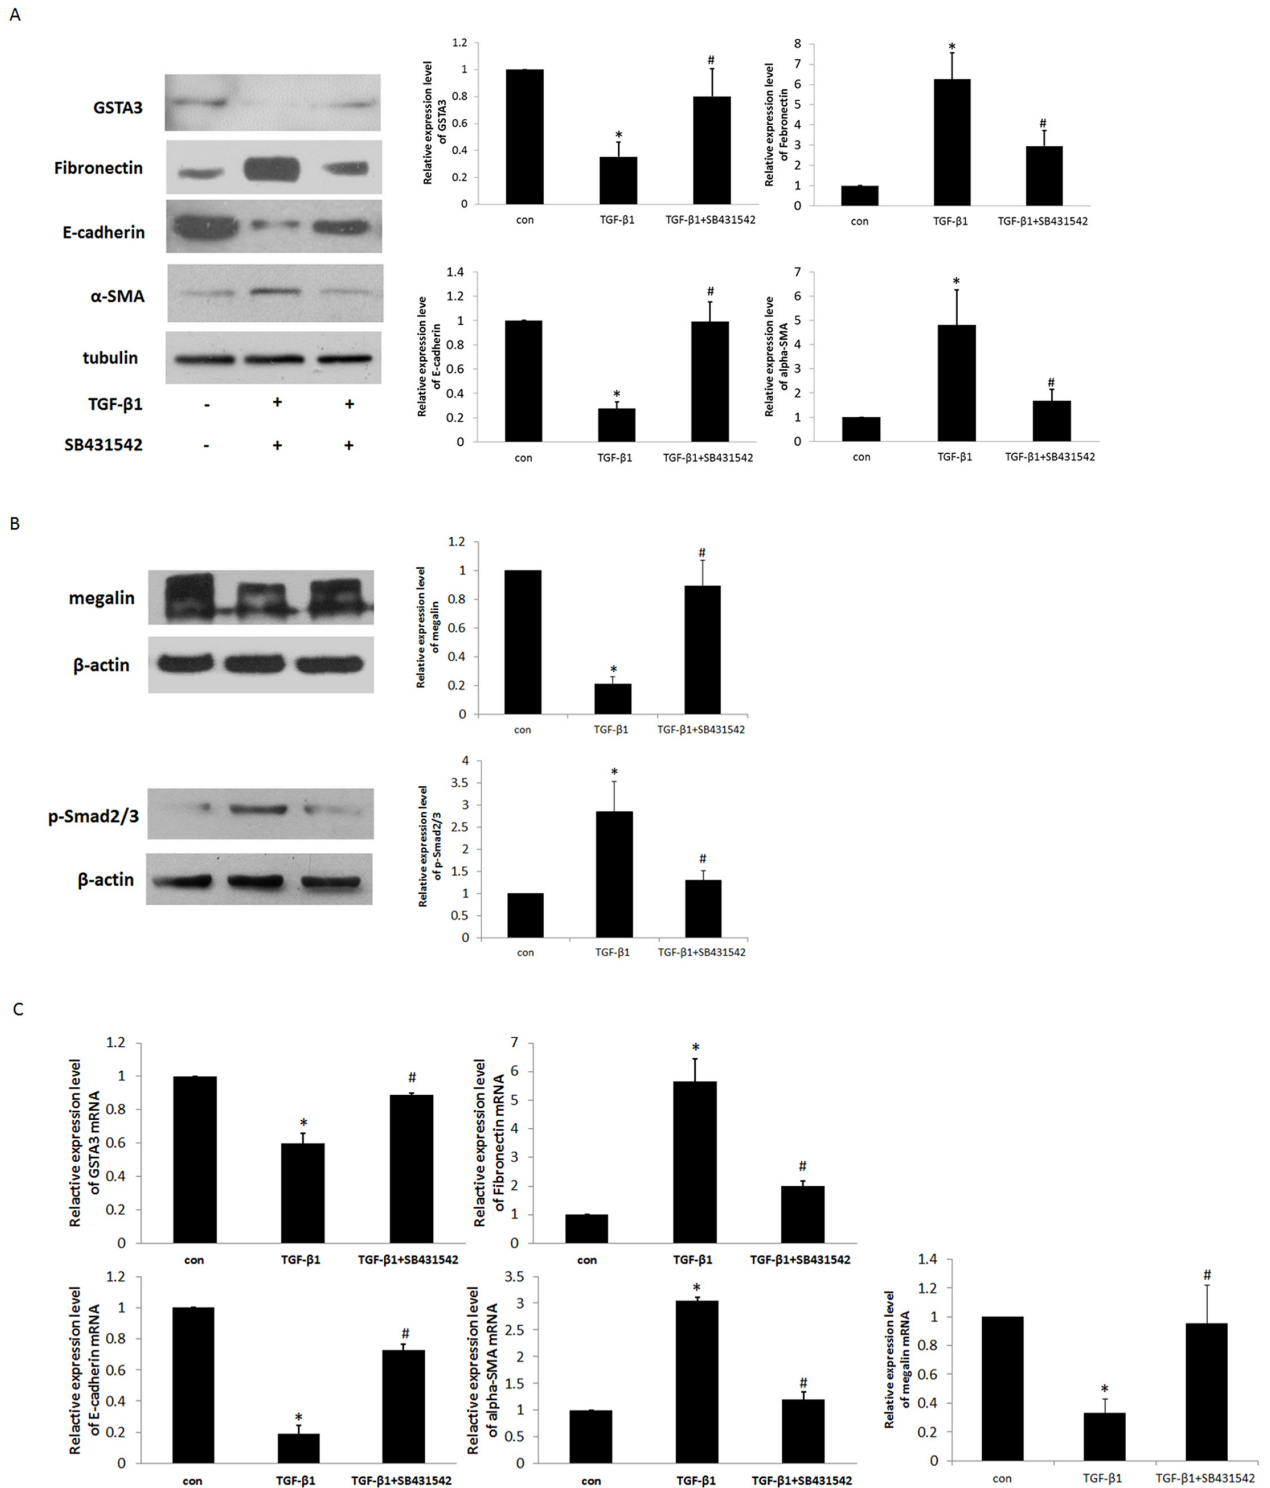 A
GSTA3
Fibronectin
E-cadherin
α-SMA
tubulin
TGF-β1 - + +
SB431542 - + +
Relative expression level
of GSTA3
1.2
1
0.8
0.6
0.4
0.2
0
*
#
con TGF-β1 TGF-β1+SB431542
Relative expression level
of Febronectin
8
7
6
5
4
3
2
1
0
*
#
con TGF-β1 TGF-β1+SB431542
Relative expression leve
of E-cadherin
1.4
1.2
1
0.8
0.6
0.4
0.2
0
*
#
con TGF-β1 TGF-β1+SB431542
Relative expression leve
of alpha-SMA
7
6
5
4
3
2
1
0
*
#
con TGF-β1 TGF-β1+SB431542
B
megalin
β-actin
Relative expression level
of megalin
1.2
1
0.8
0.6
0.4
0.2
0
*
#
con TGF-β1 TGF-β1+SB431542
p-Smad2/3
β-actin
Relative expression level
of p-Smad2/3
4
3.5
3
2.5
2
1.5
1
0.5
0
*
#
con TGF-β1 TGF-β1+SB431542
C
Relactive expression level
of GSTA3 mRNA
1.2
1
0.8
0.6
0.4
0.2
0
*
#
con TGF-β1 TGF-β1+SB431542
Relactive expression level
of Fibronectin mRNA
7
6
5
4
3
2
1
0
*
#
con TGF-β1 TGF-β1+SB431542
Relactive expression level
of E-cadherin mRNA
1.2
1
0.8
0.6
0.4
0.2
0
*
#
con TGF-β1 TGF-β1+SB431542
Relactive expression level
of alpha-SMA mRNA
3.5
3
2.5
2
1.5
1
0.5
0
*
#
con TGF-β1 TGF-β1+SB431542
Relative expression level
of megalin mRNA
1.4
1.2
1
0.8
0.6
0.4
0.2
0
*
#
con TGF-β1 TGF-β1+SB431542